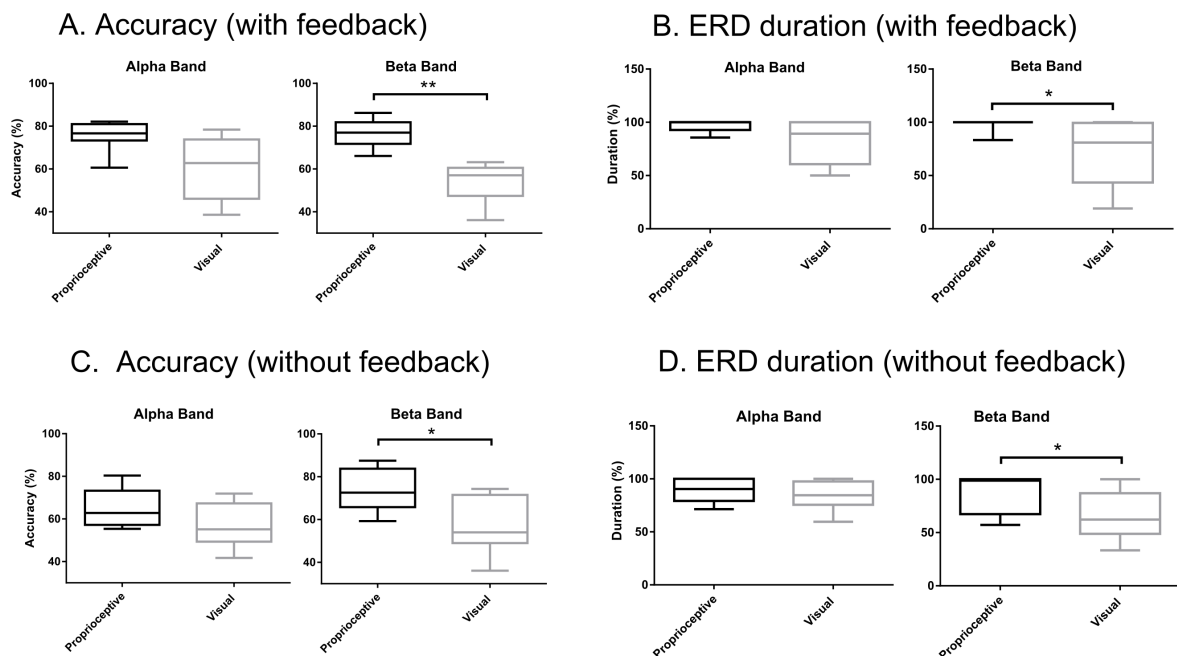 A. Accuracy (with feedback)
Alpha Band
Beta Band
Accuracy (%)
100
80
60
40
Proprioceptive
Visual
100
80
60
40
**
Proprioceptive
Visual
B. ERD duration (with feedback)
Alpha Band
Beta Band
Duration (%)
150
100
50
0
Proprioceptive
Visual
150
100
50
0
*
Proprioceptive
Visual
C. Accuracy (without feedback)
Alpha Band
Beta Band
Accuracy (%)
100
80
60
40
Proprioceptive
Visual
100
80
60
40
*
Proprioceptive
Visual
D. ERD duration (without feedback)
Alpha Band
Beta Band
Duration (%)
150
100
50
0
Proprioceptive
Visual
150
100
50
0
*
Proprioceptive
Visual